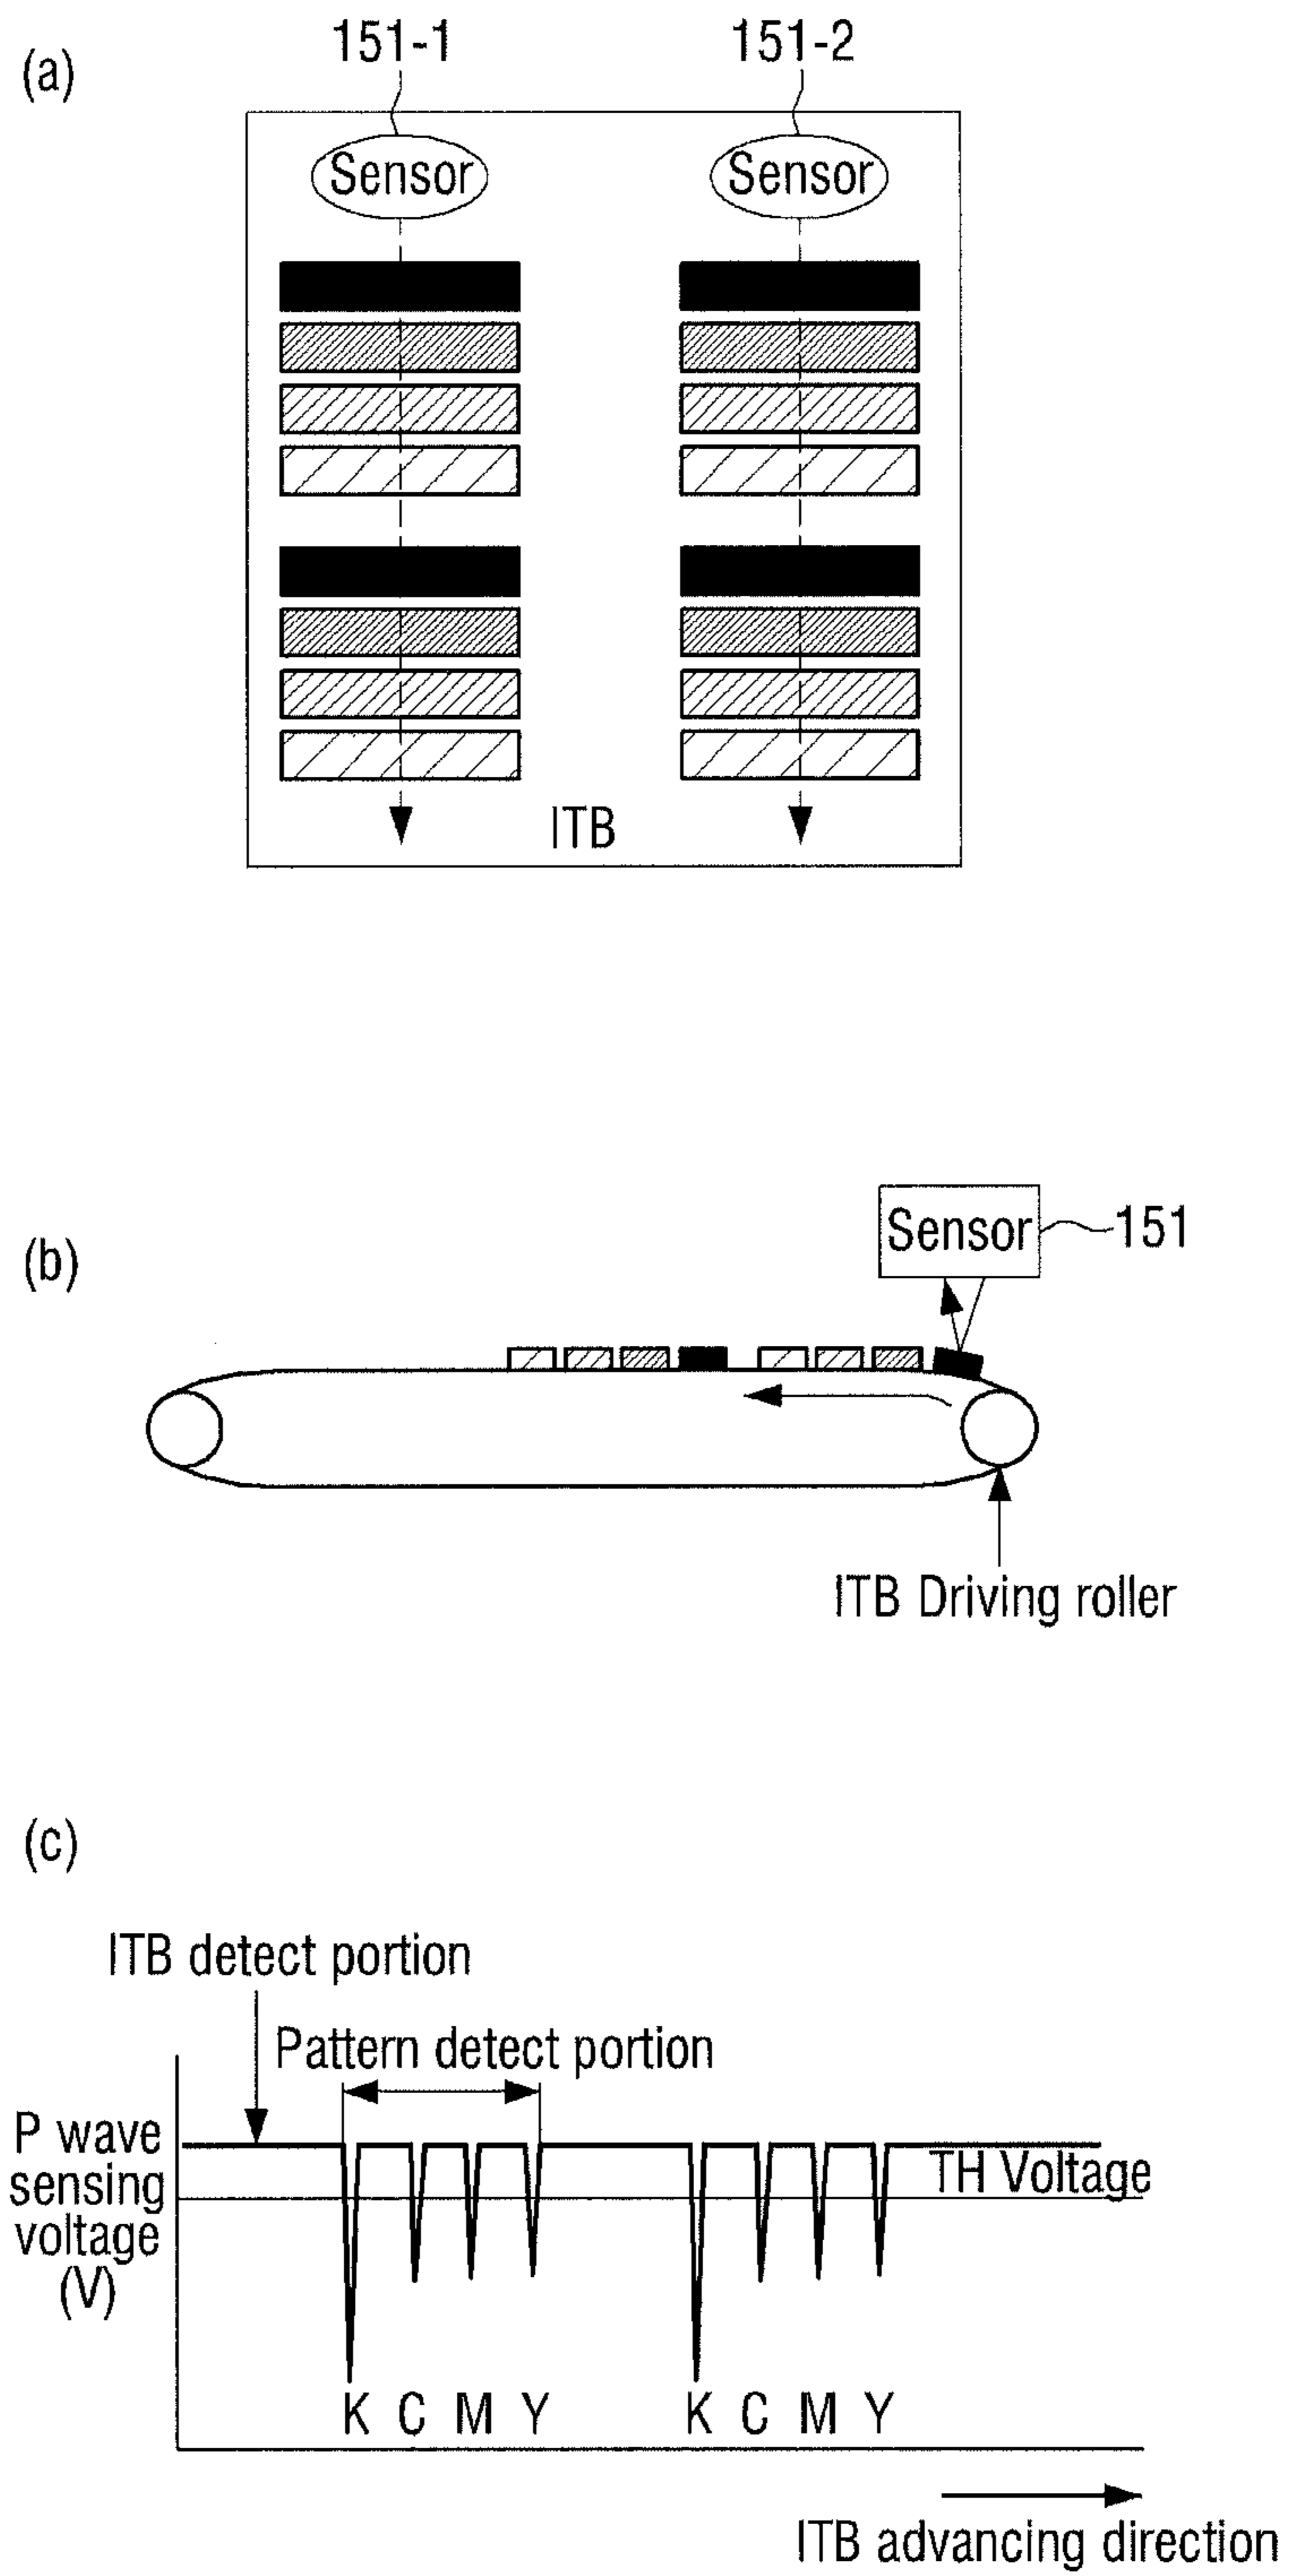 (a)
151-1
151-2
Sensor
Sensor
ITB
(b)
Sensor
151
ITB Driving roller
(c)
ITB detect portion
Pattern detect portion
P wave
sensing
voltage
(V)
TH Voltage
K C M Y K C M Y
ITB advancing direction